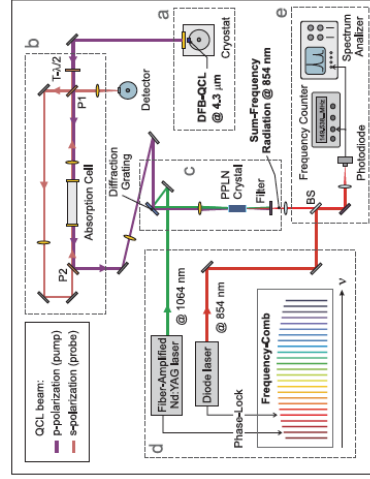 QCL beam:
p-polarization (pump)
s-polarization (probe)
b
T-λ/2
P1
P2
Absorption Cell
Detector
a
DFB-QCL
@ 4.3 μm
Cryostat
Diffraction
Grating
c
PPLN
Crystal
Filter
Sum-Frequency
Radiation @ 854 nm
d
Fiber-Amplified
Nd:YAG laser
@ 1064 nm
Diode laser
@ 854 nm
Phase-Lock
Frequency-Comb
ν
BS
e
Frequency Counter
Spectrum
Analizer
Photodiode